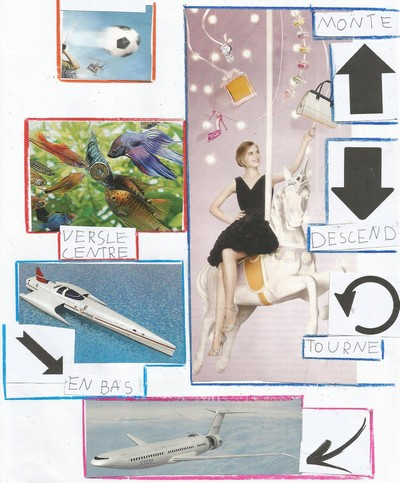 MONTE
DESCEND
VERS LE
CENTRE
TOURNE
EN BAS